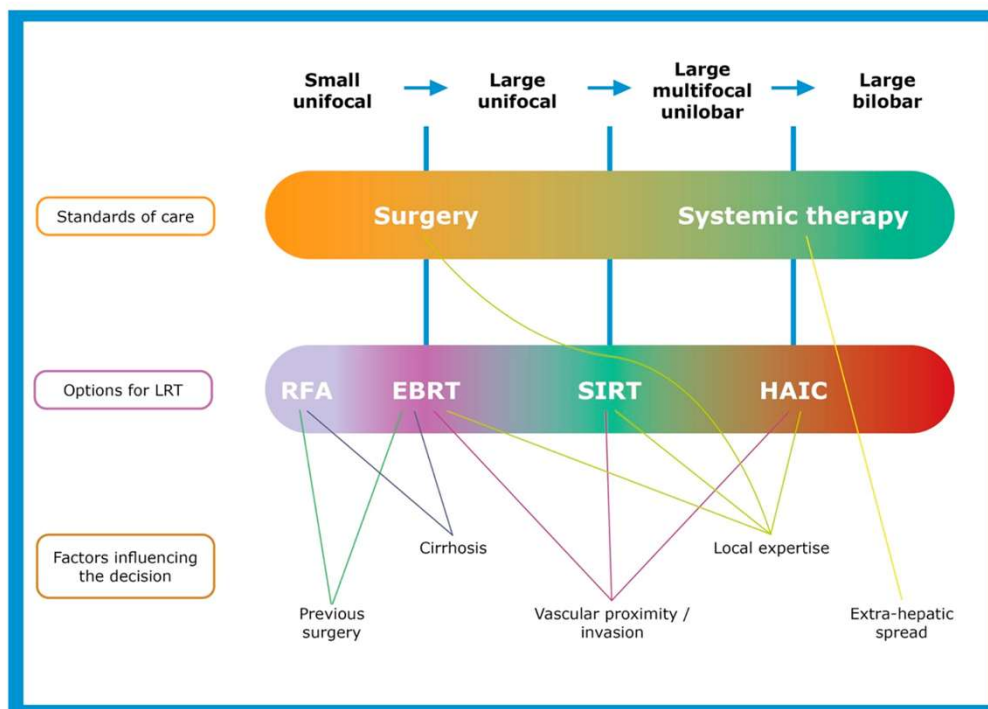 Small
unifocal
Large
unifocal
Large
multifocal
unilobar
Large
bilobar
Standards of care
Surgery
Systemic therapy
Options for LRT
RFA
EBRT
SIRT
HAIC
Factors influencing
the decision
Cirrhosis
Local expertise
Previous
surgery
Vascular proximity /
invasion
Extra-hepatic
spread